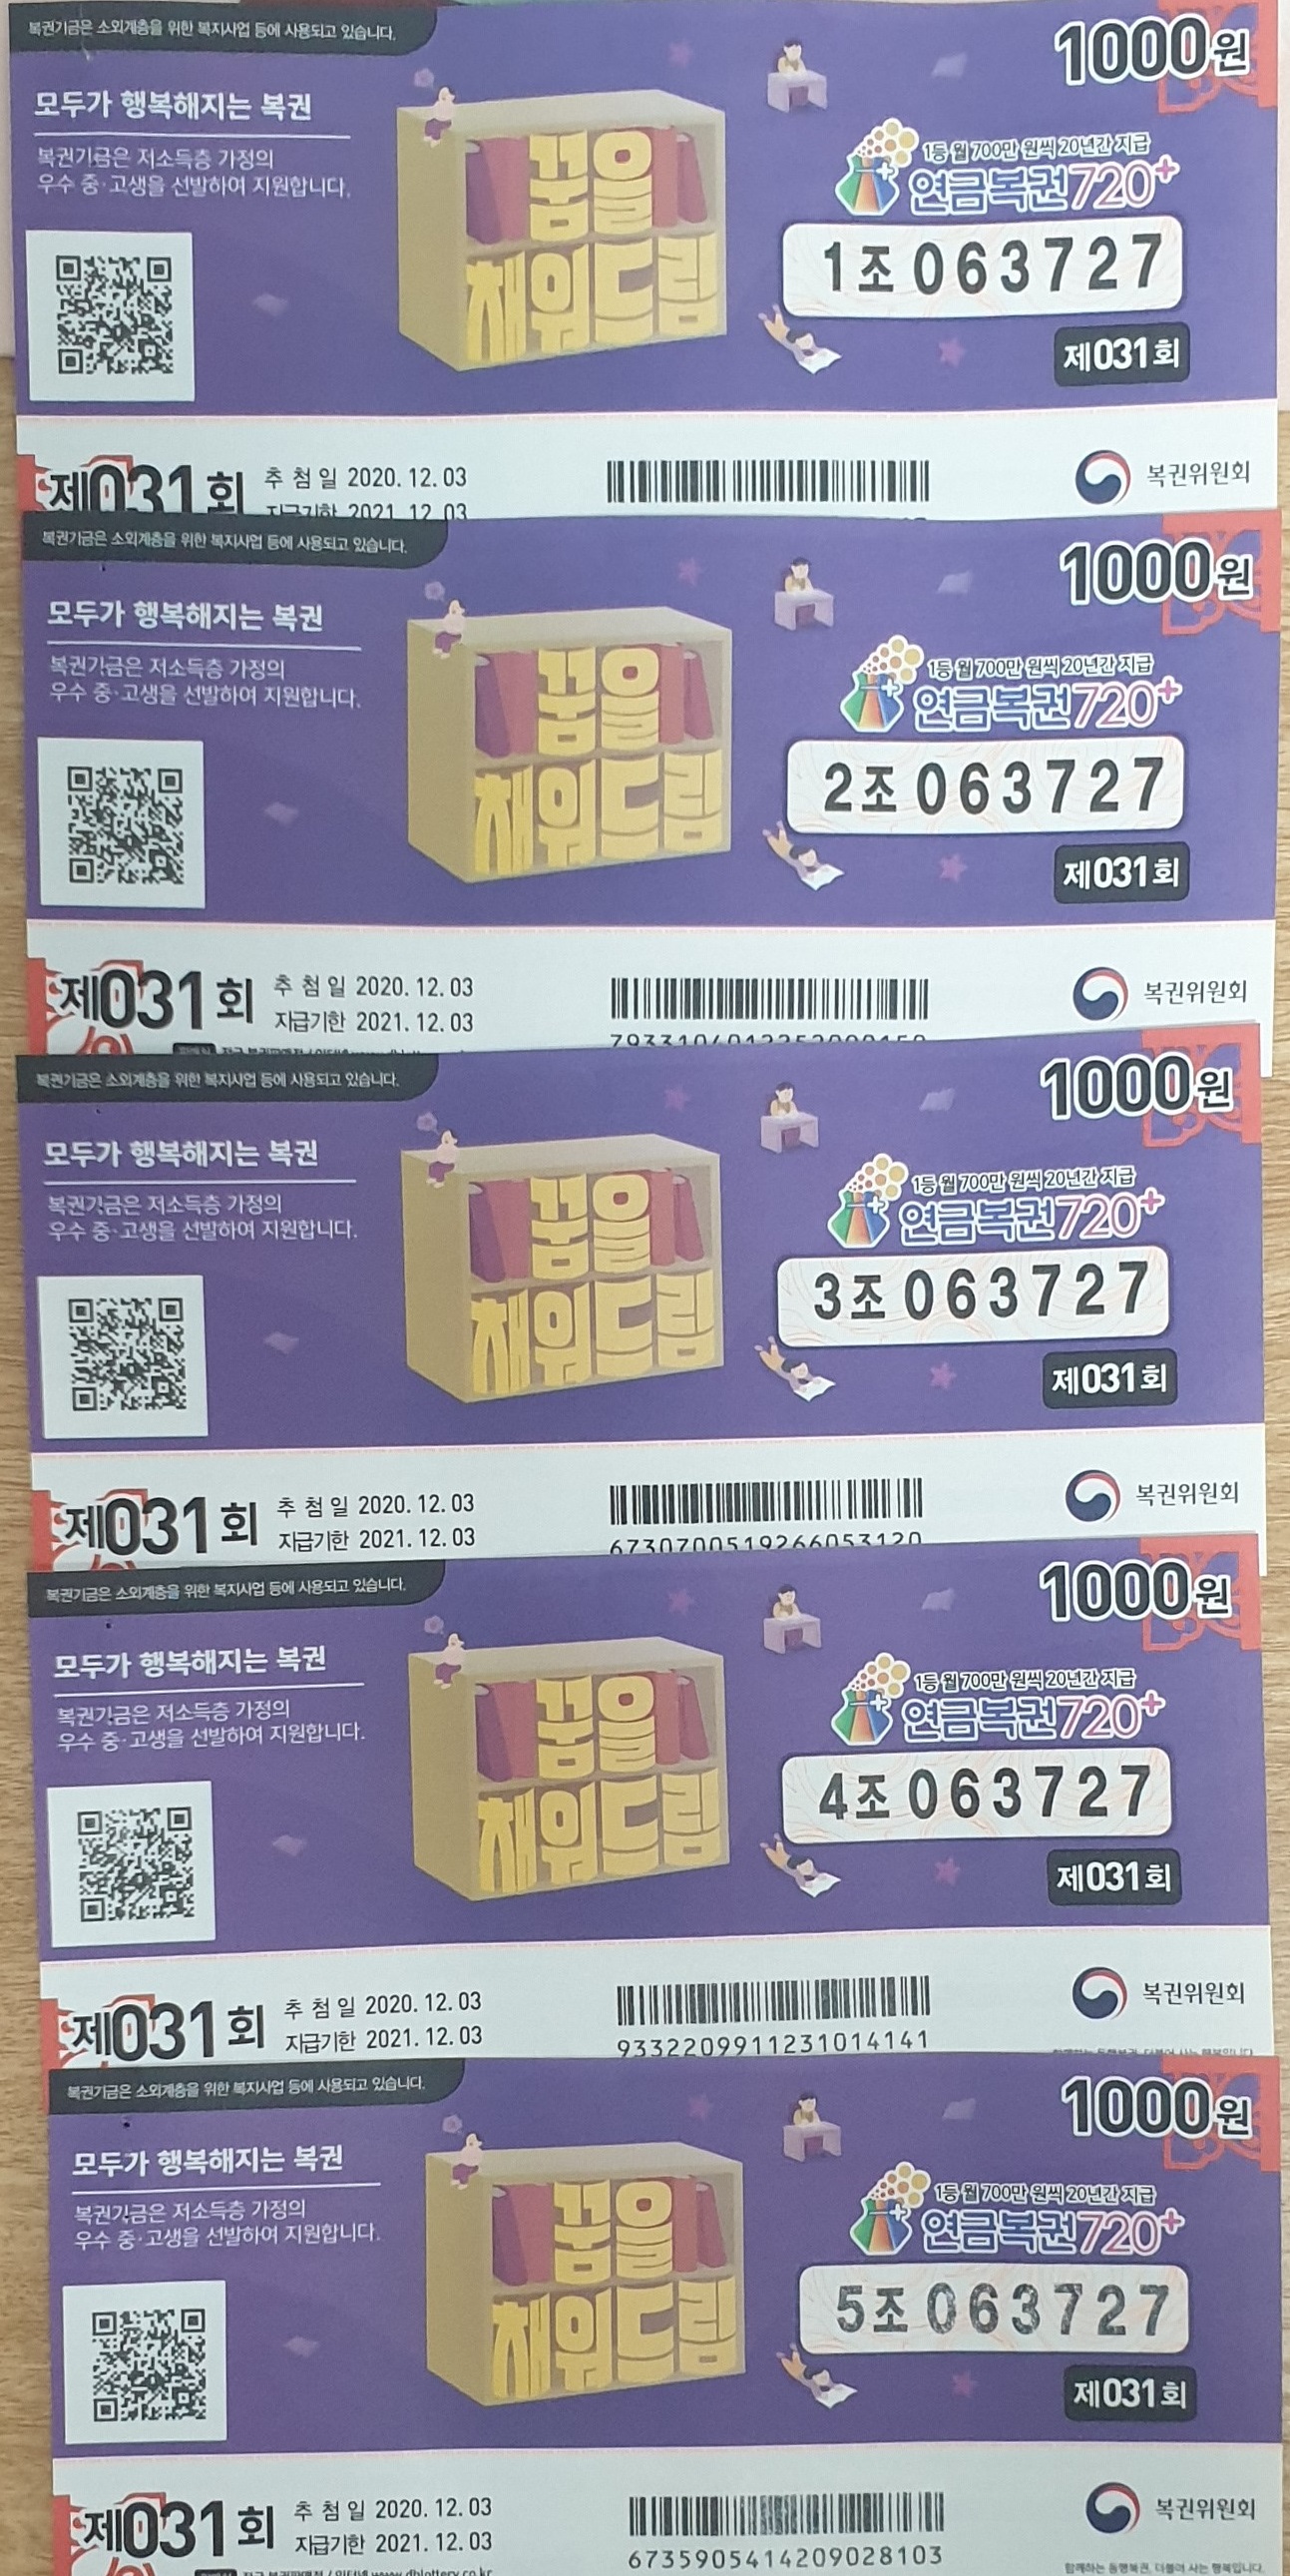 복권기금은 소외계층을 위한 복지사업 등에 사용되고 있습니다.
1000원
모두가 행복해지는 복권
복권기금은 저소득층 가정의
우수 중·고생을 선발하여 지원합니다.
꿈을
채워드림
1등 월 700만 원씩 20년간 지급
연금복권720+
1조 063727
제031회
제031회
추첨일 2020. 12. 03
지급기한 2021. 12. 03
복권위원회
복권기금은 소외계층을 위한 복지사업 등에 사용되고 있습니다.
1000원
모두가 행복해지는 복권
복권기금은 저소득층 가정의
우수 중·고생을 선발하여 지원합니다.
꿈을
채워드림
1등 월 700만 원씩 20년간 지급
연금복권720+
2조 063727
제031회
제031회
추첨일 2020. 12. 03
지급기한 2021. 12. 03
복권위원회
복권기금은 소외계층을 위한 복지사업 등에 사용되고 있습니다.
1000원
모두가 행복해지는 복권
복권기금은 저소득층 가정의
우수 중·고생을 선발하여 지원합니다.
꿈을
채워드림
1등 월 700만 원씩 20년간 지급
연금복권720+
3조 063727
제031회
제031회
추첨일 2020. 12. 03
지급기한 2021. 12. 03
6730700519266053120
복권위원회
복권기금은 소외계층을 위한 복지사업 등에 사용되고 있습니다.
1000원
모두가 행복해지는 복권
복권기금은 저소득층 가정의
우수 중·고생을 선발하여 지원합니다.
꿈을
채워드림
1등 월 700만 원씩 20년간 지급
연금복권720+
4조 063727
제031회
제031회
추첨일 2020. 12. 03
지급기한 2021. 12. 03
9332209911231014141
복권위원회
복권기금은 소외계층을 위한 복지사업 등에 사용되고 있습니다.
1000원
모두가 행복해지는 복권
복권기금은 저소득층 가정의
우수 중·고생을 선발하여 지원합니다.
꿈을
채워드림
1등 월 700만 원씩 20년간 지급
연금복권720+
5조 063727
제031회
제031회
추첨일 2020. 12. 03
지급기한 2021. 12. 03
6735905414209028103
복권위원회
함께하는 동행복권, 더불어 사는 행복입니다.